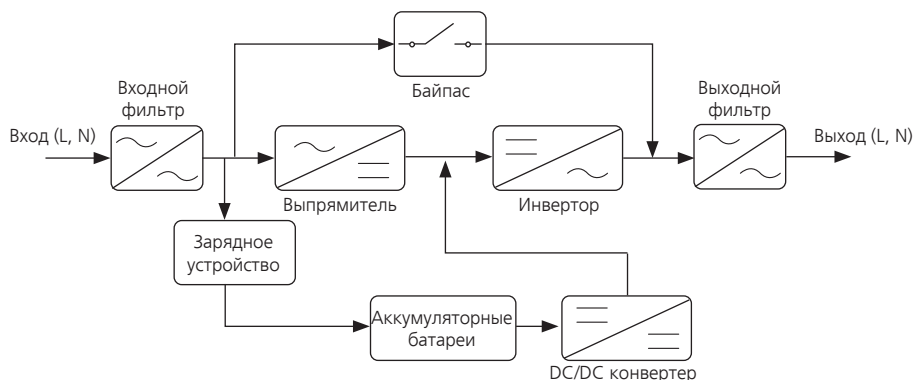 Байпас
Входной
фильтр
Выходной
фильтр
Вход (L, N)
Выход (L, N)
Выпрямитель
Инвертор
Зарядное
устройство
Аккумуляторные
батареи
DC/DC конвертер